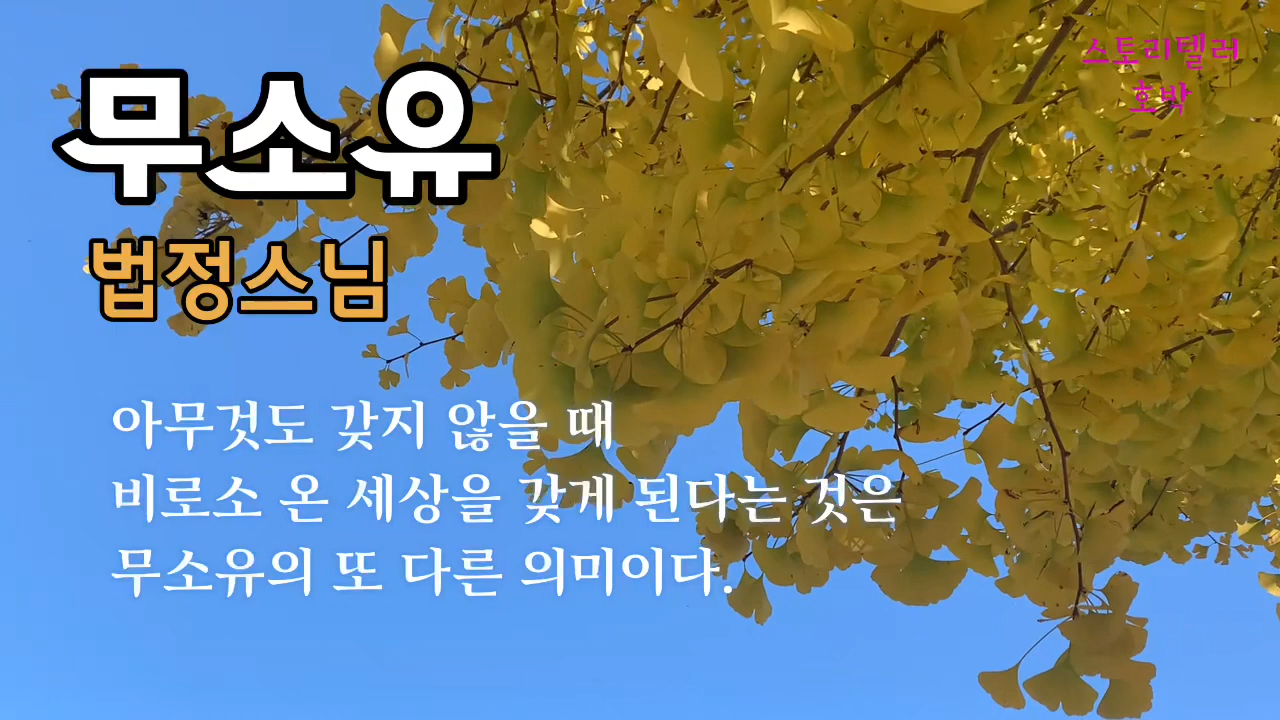 무소유
법정스님
아무것도 갖지 않을 때
비로소 온 세상을 갖게 된다는 것은
무소유의 또 다른 의미이다.
스토리텔러
호박